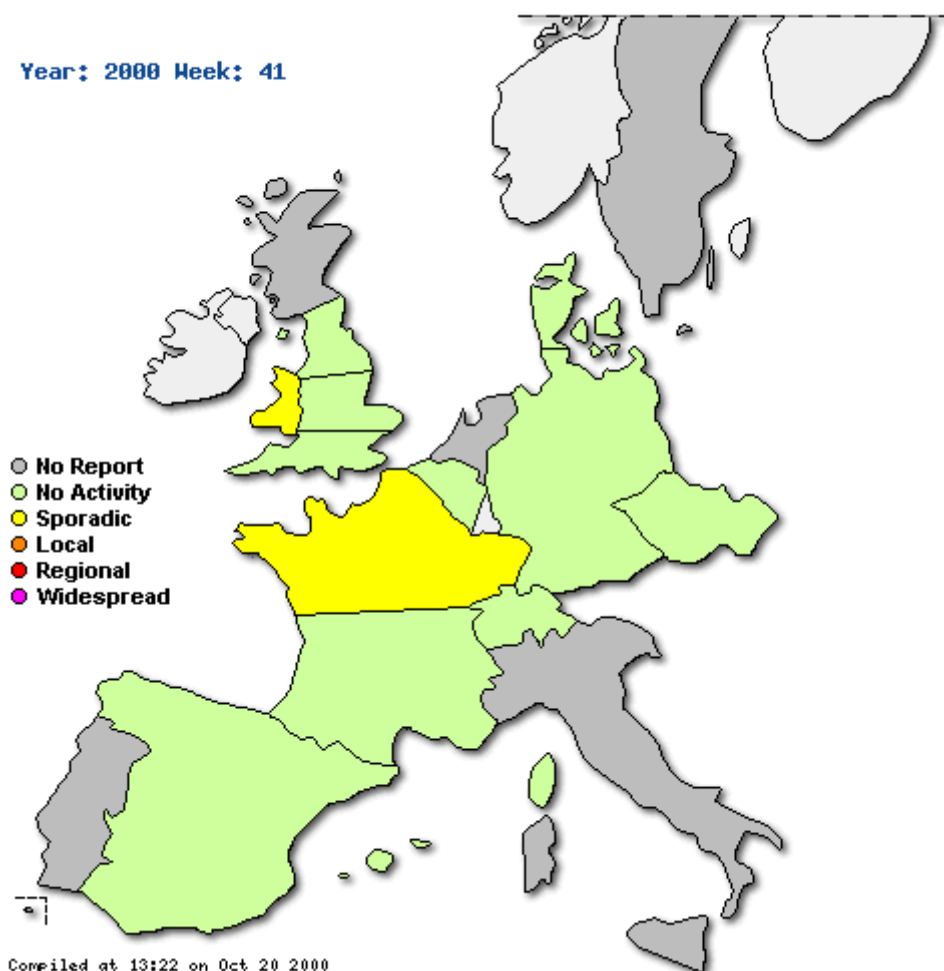 Year: 2000 Week: 41
No Report
No Activity
Sporadic
Local
Regional
Widespread
Compiled at 13:22 on Oct 20 2000